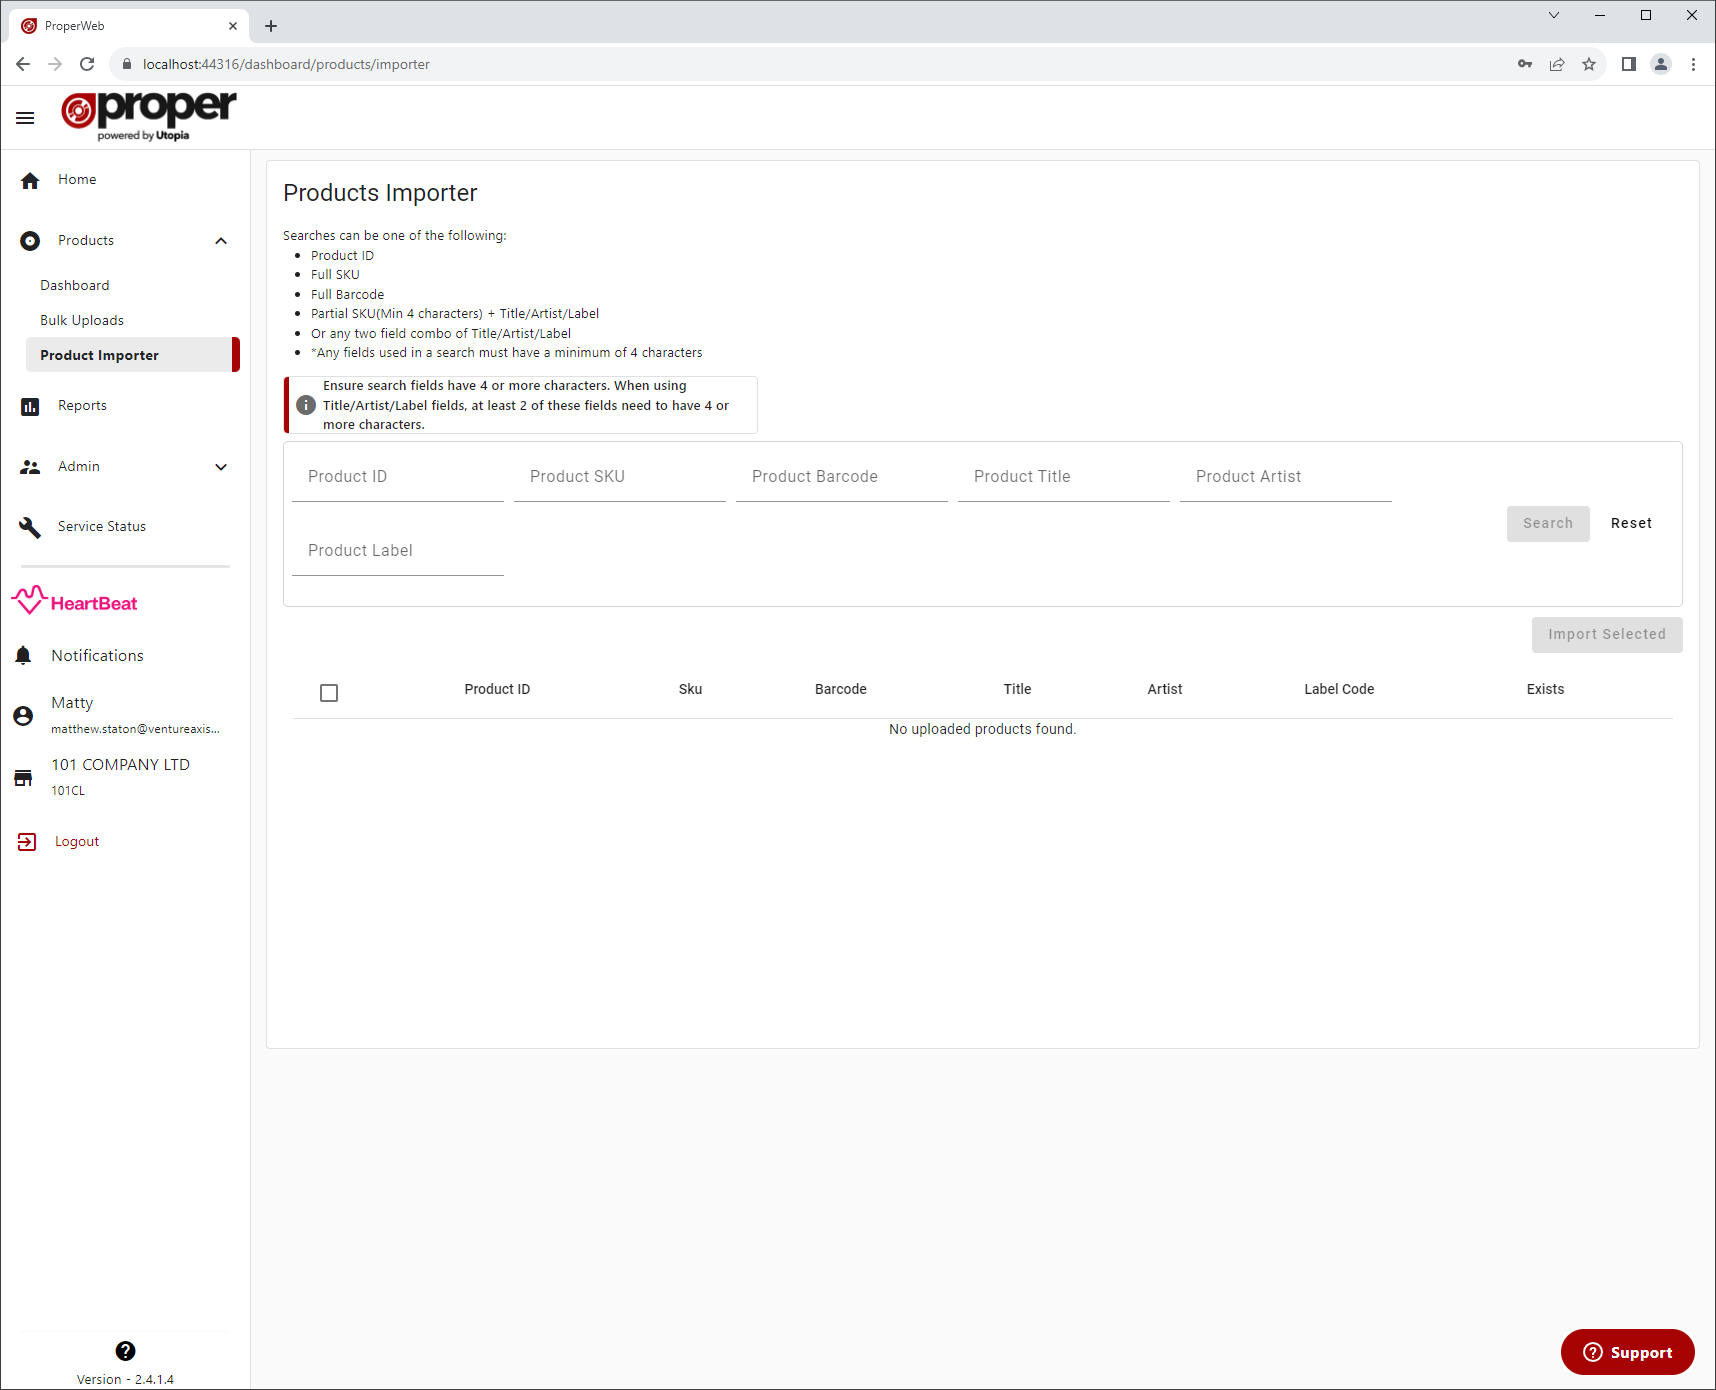 ProperWeb
localhost:44316/dashboard/products/importer
proper
powered by Utopia
Home
Products
Dashboard
Bulk Uploads
Product Importer
Reports
Admin
Service Status
HeartBeat
Notifications
Matty
matthew.staton@ventureaxis...
101 COMPANY LTD
101CL
Logout
Version - 2.4.1.4
Products Importer
Searches can be one of the following:
Product ID
Full SKU
Full Barcode
Partial SKU(Min 4 characters) + Title/Artist/Label
Or any two field combo of Title/Artist/Label
*Any fields used in a search must have a minimum of 4 characters
Ensure search fields have 4 or more characters. When using
Title/Artist/Label fields, at least 2 of these fields need to have 4 or
more characters.
Product ID Product SKU Product Barcode Product Title Product Artist
Product Label
Search Reset
Import Selected
Product ID Sku Barcode Title Artist Label Code Exists
No uploaded products found.
Support